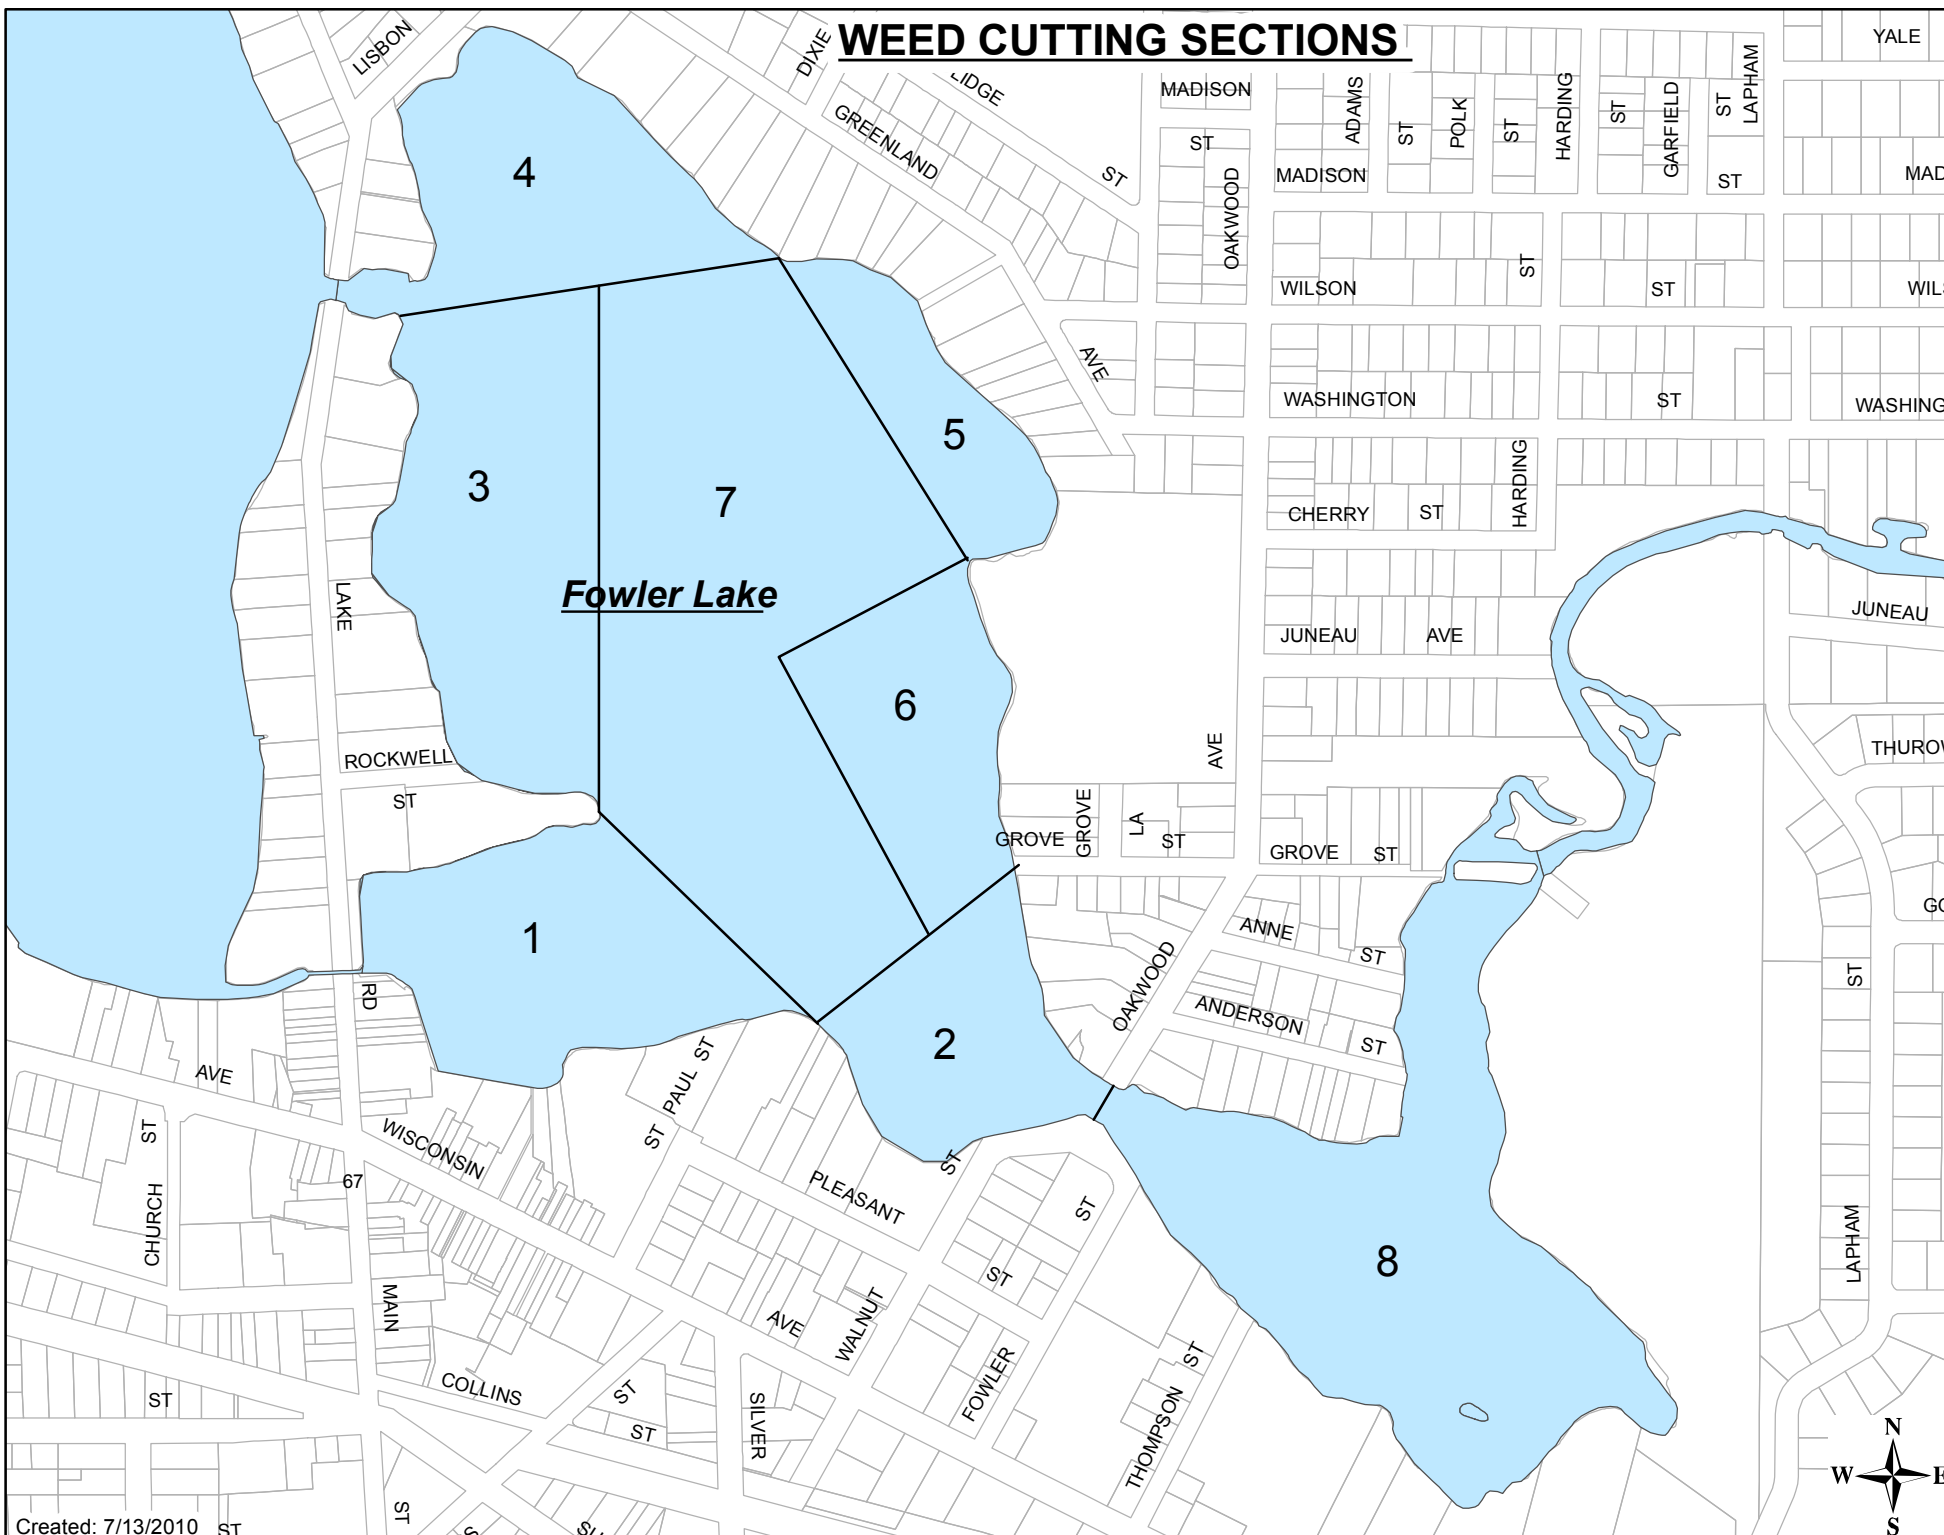 WEED CUTTING SECTIONS
LISBON
DIXIE
YALE
MADISON
ADAMS
ST
POLK
ST
HARDING
ST
GARFIELD
ST
LAPHAM
GREENLAND
ST
ST
MADISON
ST
MAD
4
OAKWOOD
WILSON
ST
ST
WIL
AVE
WASHINGTON
ST
WASHING
5
3
7
CHERRY
ST
HARDING
Fowler Lake
LAKE
JUNEAU
AVE
JUNEAU
6
ROCKWELL
ST
AVE
THUROW
GROVE
GROVE
LA
ST
GROVE
ST
1
ANNE
ST
OAKWOOD
ANDERSON
ST
ST
RD
2
AVE
ST
PAUL
ST
CHURCH
ST
WISCONSIN
67
PLEASANT
ST
ST
ST
8
LAPHAM
MAIN
AVE
WALNUT
COLLINS
ST
ST
ST
SILVER
FOWLER
THOMPSON
ST
N
W
E
S
Created: 7/13/2010
ST
ST